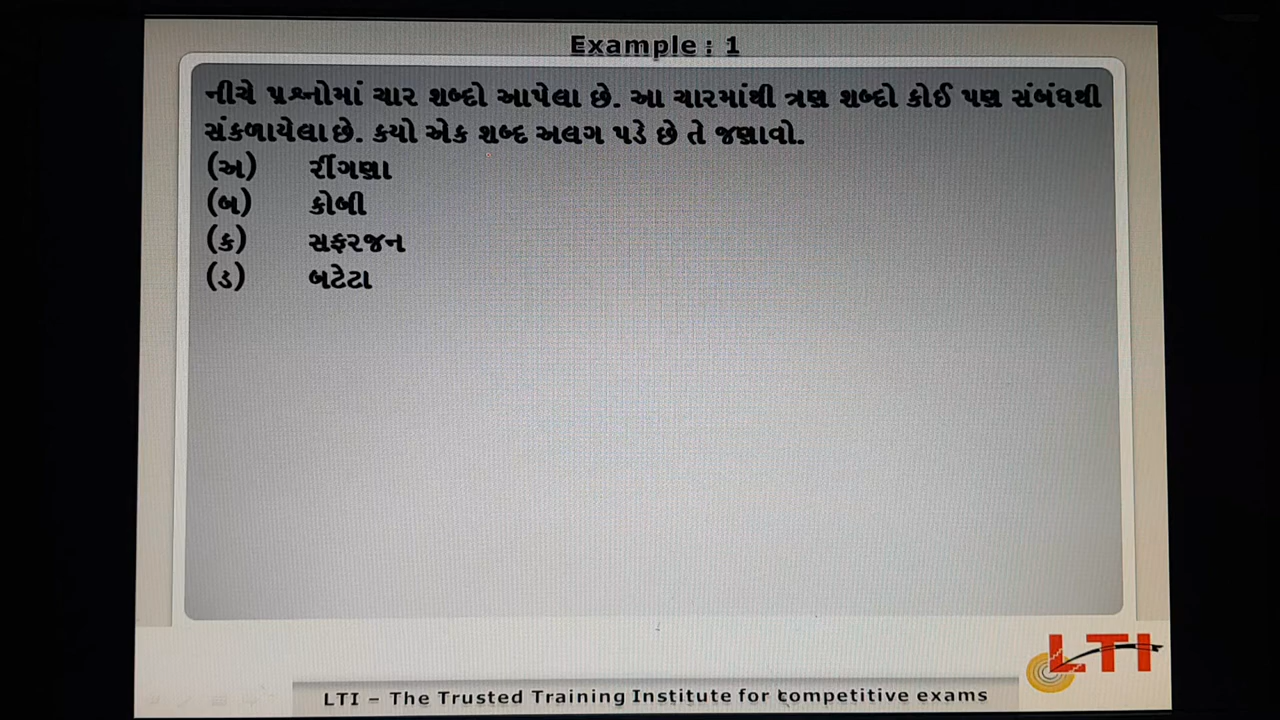 Example : 1
નીચે પ્રશ્નોમાં ચાર શબ્દો આપેલા છે. આ ચારમાંથી ત્રણ શબ્દો કોઈ પણ સંબંધથી
સંકળાયેલા છે. કયો એક શબ્દ અલગ પડે છે તે જણાવો.
(અ) રીંગણા
(બ) કોબી
(ક) સફરજન
(ડ) બટેટા
LTI
LTI – The Trusted Training Institute for competitive exams